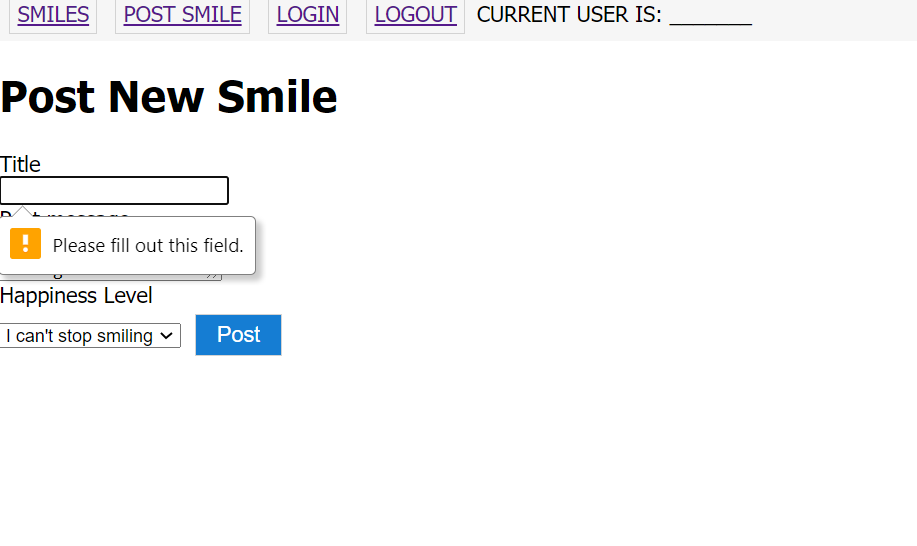 SMILES POST SMILE LOGIN LOGOUT CURRENT USER IS: _______
Post New Smile
Title
Please fill out this field.
Happiness Level
I can't stop smiling Post